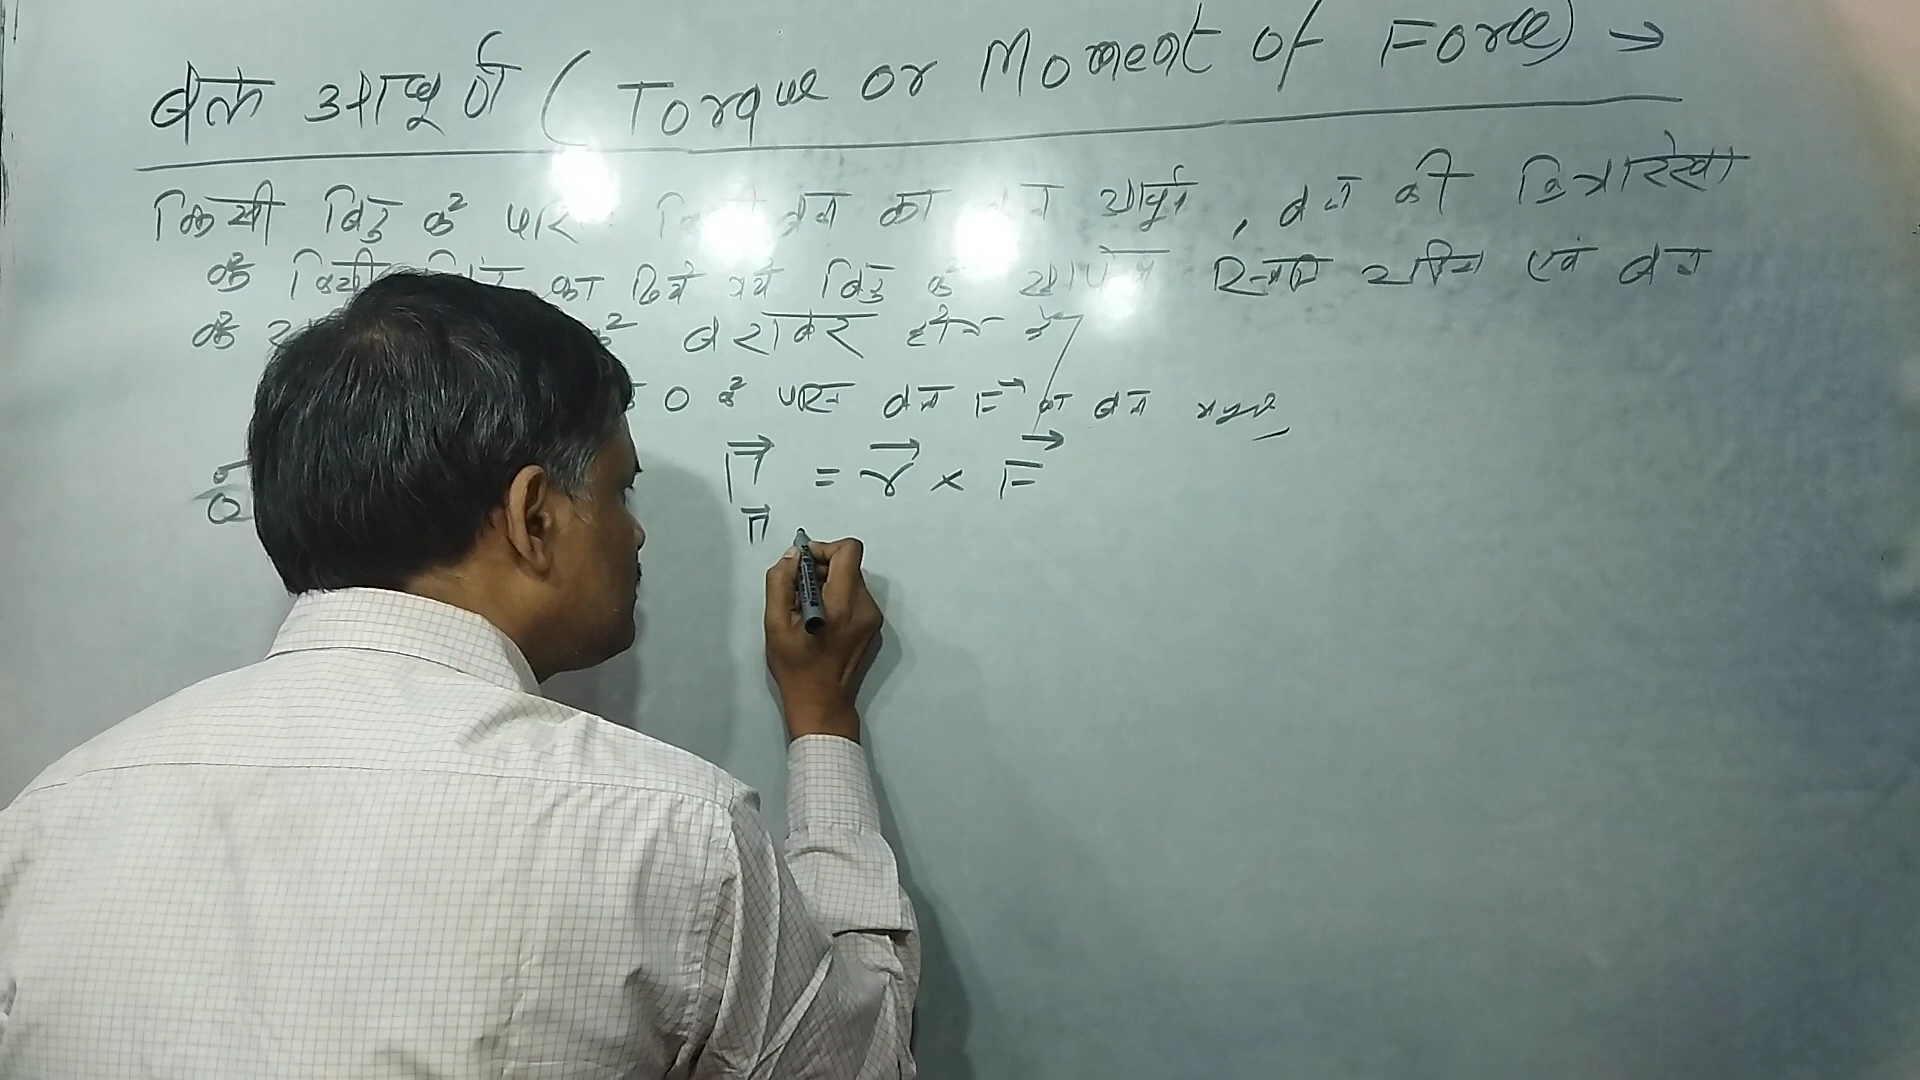 बल आघूर्ण ( Torque or Moment of Force) →
किसी बिंदु के परितः बल का आघूर्ण , बल की क्रियारेखा
के किसी का दिये गये बिंदु के सापेक्ष स्थिति सदिश एवं बल
के बराबर होता है
O के परितः बल F⃗ का बल आघूर्ण
Γ⃗ = r⃗ × F⃗